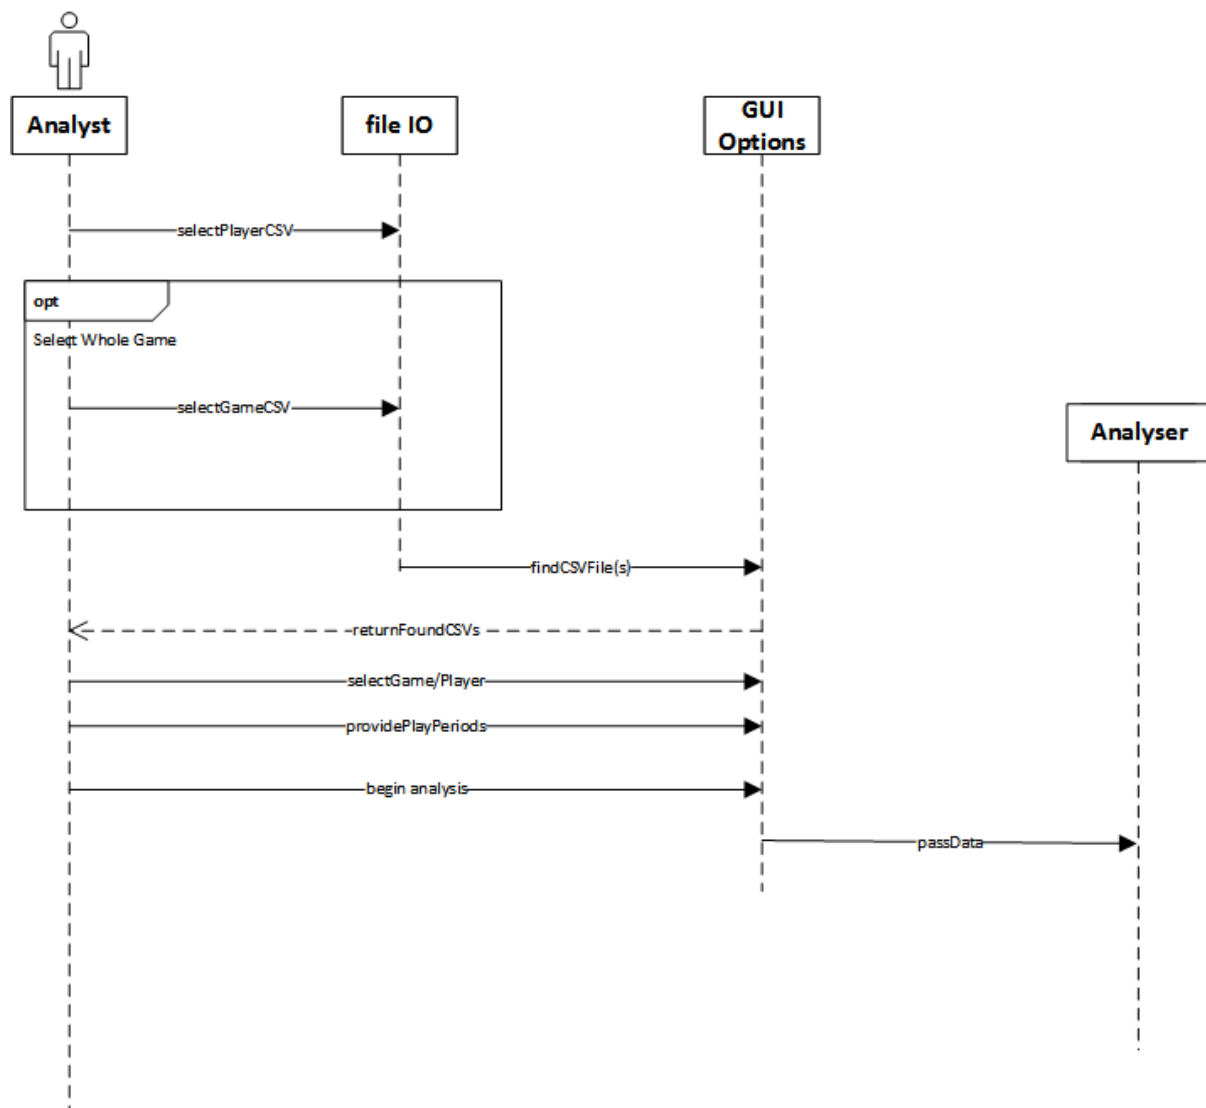 Analyst
file IO
GUI
Options
selectPlayerCSV
opt
Select Whole Game
selectGameCSV
Analyser
findCSVFile(s)
returnFoundCSVs
selectGame/Player
providePlayPeriods
begin analysis
passData